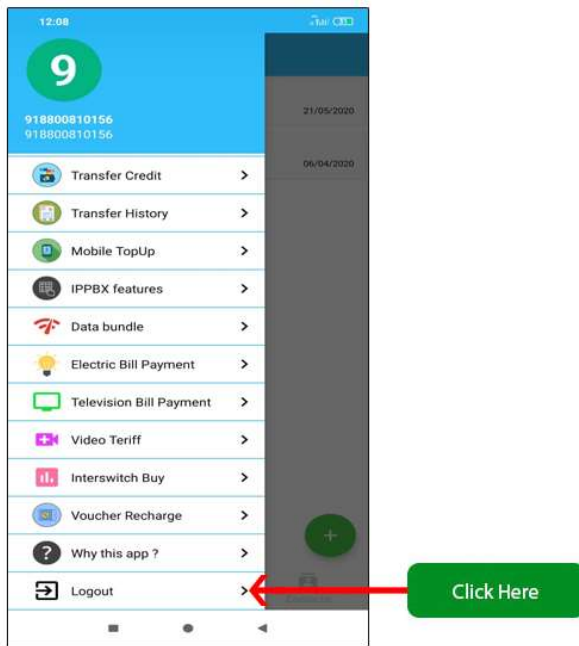 12:08
9
918800810156
918800810156
21/05/2020
06/04/2020
Transfer Credit
Transfer History
Mobile TopUp
IPPBX features
Data bundle
Electric Bill Payment
Television Bill Payment
Video Teriff
Interswitch Buy
Voucher Recharge
Why this app ?
Logout
Contacts
Click Here